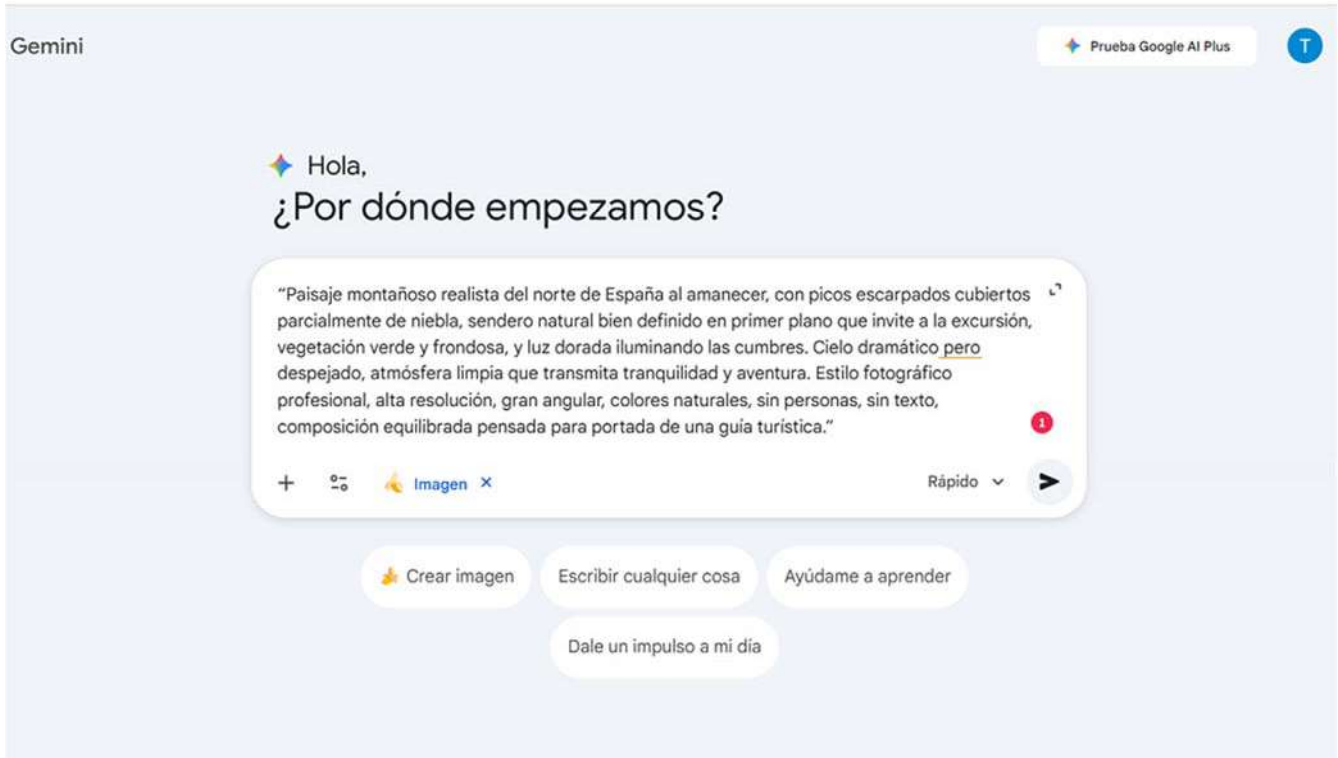 Gemini
Prueba Google AI Plus
T
Hola,
¿Por dónde empezamos?
“Paisaje montañoso realista del norte de España al amanecer, con picos escarpados cubiertos
parcialmente de niebla, sendero natural bien definido en primer plano que invite a la excursión,
vegetación verde y frondosa, y luz dorada iluminando las cumbres. Cielo dramático pero
despejado, atmósfera limpia que transmita tranquilidad y aventura. Estilo fotográfico
profesional, alta resolución, gran angular, colores naturales, sin personas, sin texto,
composición equilibrada pensada para portada de una guía turística.”
1
Imagen
Rápido
Crear imagen
Escribir cualquier cosa
Ayúdame a aprender
Dale un impulso a mi día